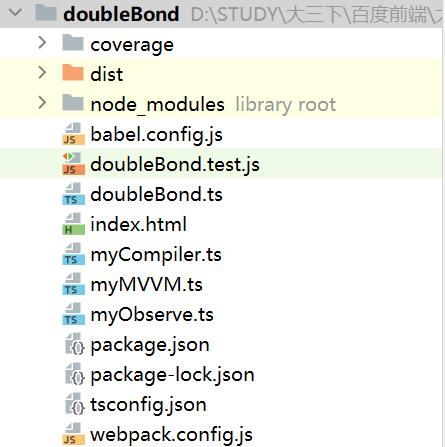 doubleBond D:\STUDY\大三下\百度前端\
coverage
dist
node_modules library root
babel.config.js
doubleBond.test.js
doubleBond.ts
index.html
myCompiler.ts
myMVVM.ts
myObserve.ts
package.json
package-lock.json
tsconfig.json
webpack.config.js